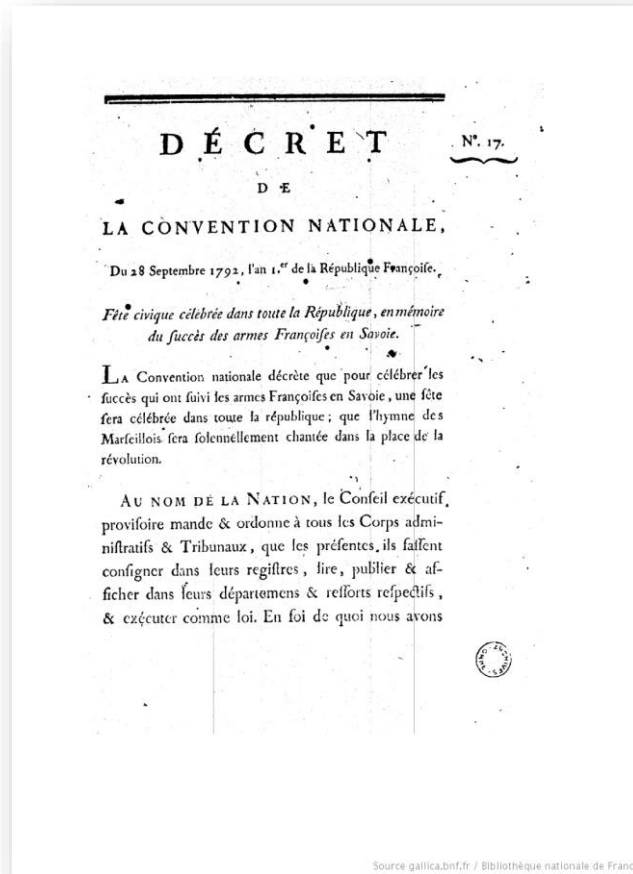 DÉCRET
N°. 17.
DE
LA CONVENTION NATIONALE,
Du 28 Septembre 1792, l'an 1.er de la République Françoiſe.
Fête civique célébrée dans toute la République, en mémoire
du ſuccès des armes Françoiſes en Savoie.
LA Convention nationale décrète que pour célébrer les
ſuccès qui ont ſuivi les armes Françoiſes en Savoie, une fête
ſera célébrée dans toute la république; que l'hymne des
Marſeillois ſera ſolennellement chantée dans la place de la
révolution.
AU NOM DE LA NATION, le Conſeil exécutif
proviſoire mande & ordonne à tous les Corps admi-
niſtratifs & Tribunaux, que les préſentes ils faſſent
conſigner dans leurs regiſtres, lire, publier & af-
ficher dans leurs départemens & reſſorts reſpectifs,
& exécuter comme loi. En foi de quoi nous avons
ARCHIVES
Source gallica.bnf.fr / Bibliothèque nationale de Franc